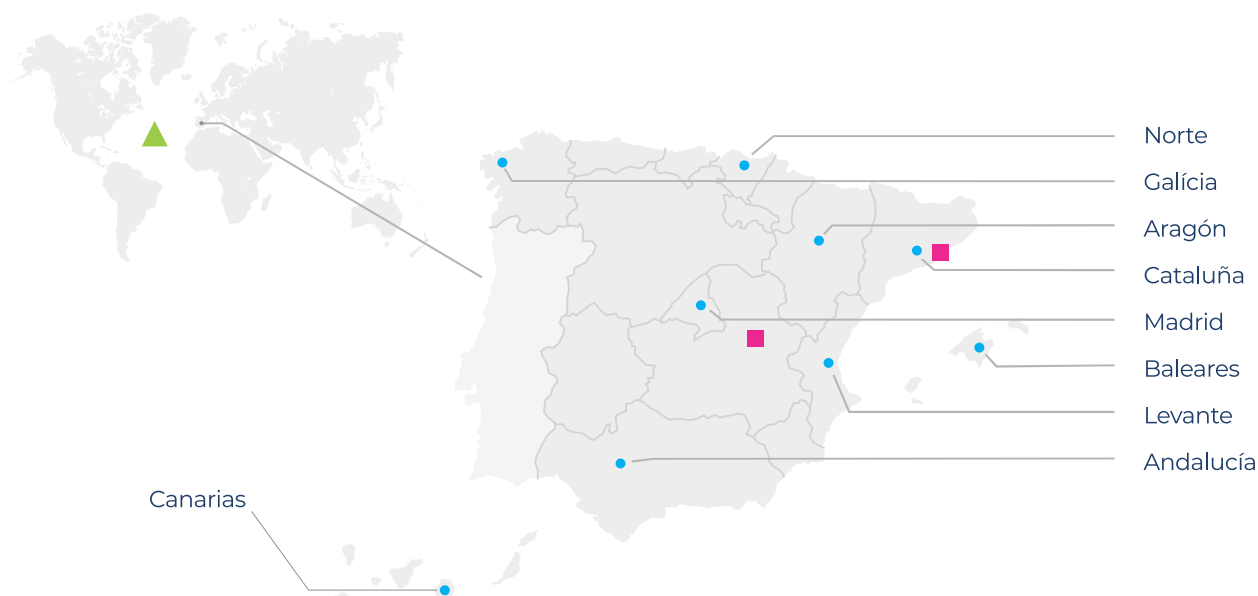 Norte
Galícia
Aragón
Cataluña
Madrid
Baleares
Levante
Andalucía
Canarias